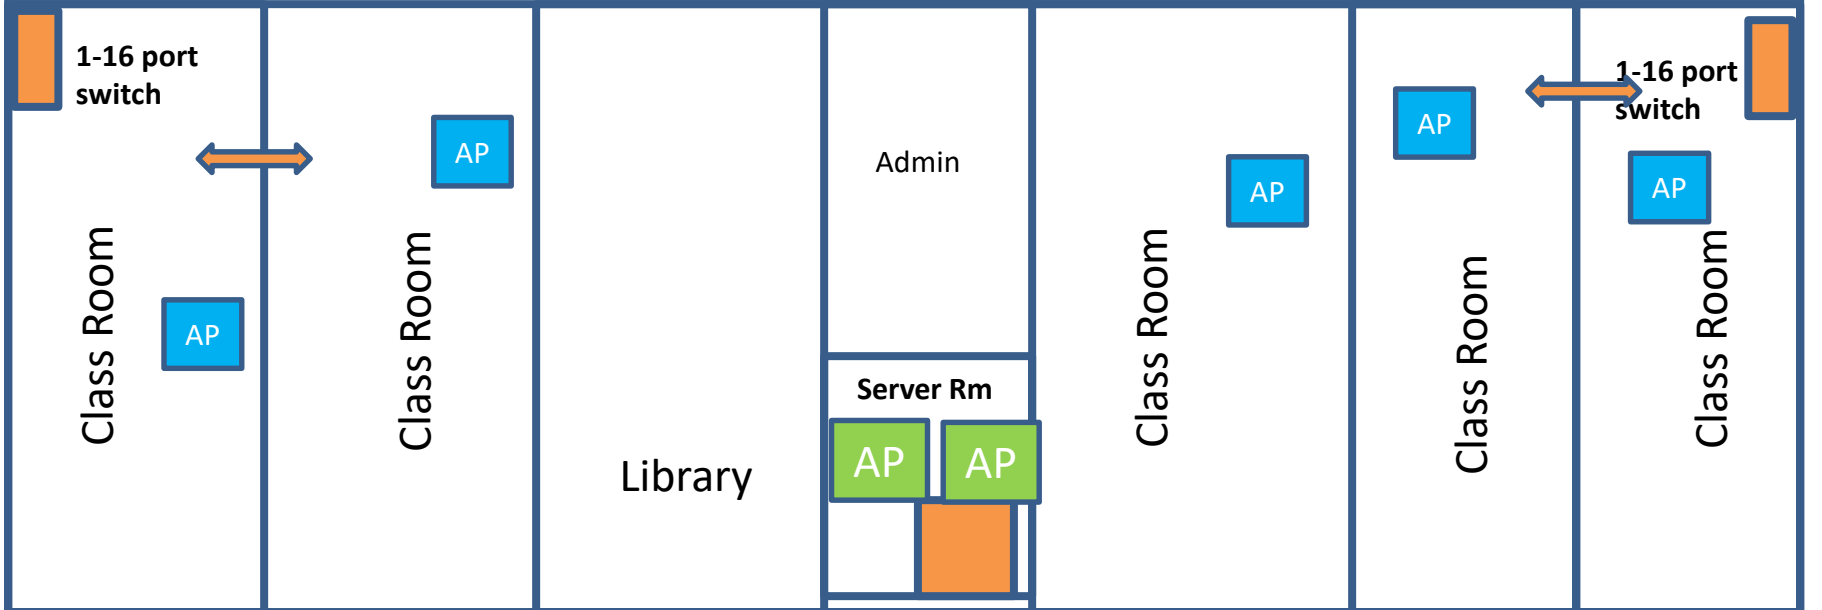 1-16 port
switch
AP
Class Room
AP
Class Room
Library
Admin
Server Rm
AP
AP
Class Room
AP
AP
Class Room
1-16 port
switch
AP
Class Room